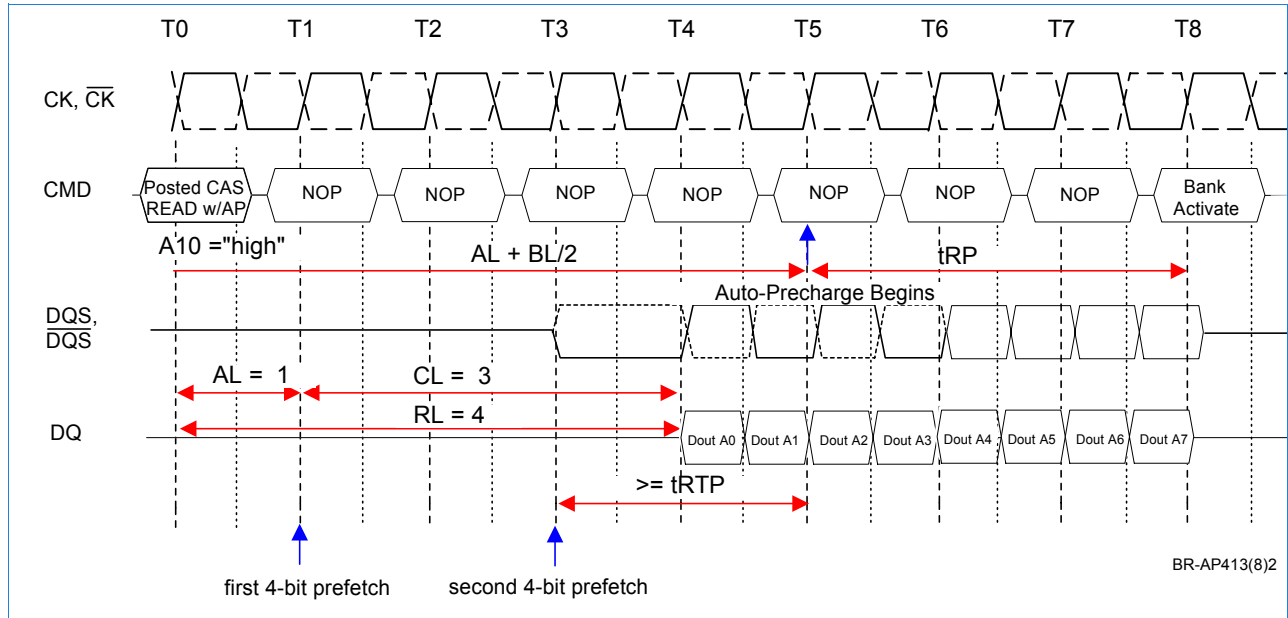 T0 T1 T2 T3 T4 T5 T6 T7 T8
CK, CK
CMD
Posted CAS
READ w/AP
NOP NOP NOP NOP NOP NOP NOP
Bank
Activate
A10 ="high"
AL + BL/2
tRP
Auto-Precharge Begins
DQS,
DQS
AL = 1
CL = 3
RL = 4
DQ
Dout A0 Dout A1 Dout A2 Dout A3 Dout A4 Dout A5 Dout A6 Dout A7
>= tRTP
first 4-bit prefetch
second 4-bit prefetch
BR-AP413(8)2